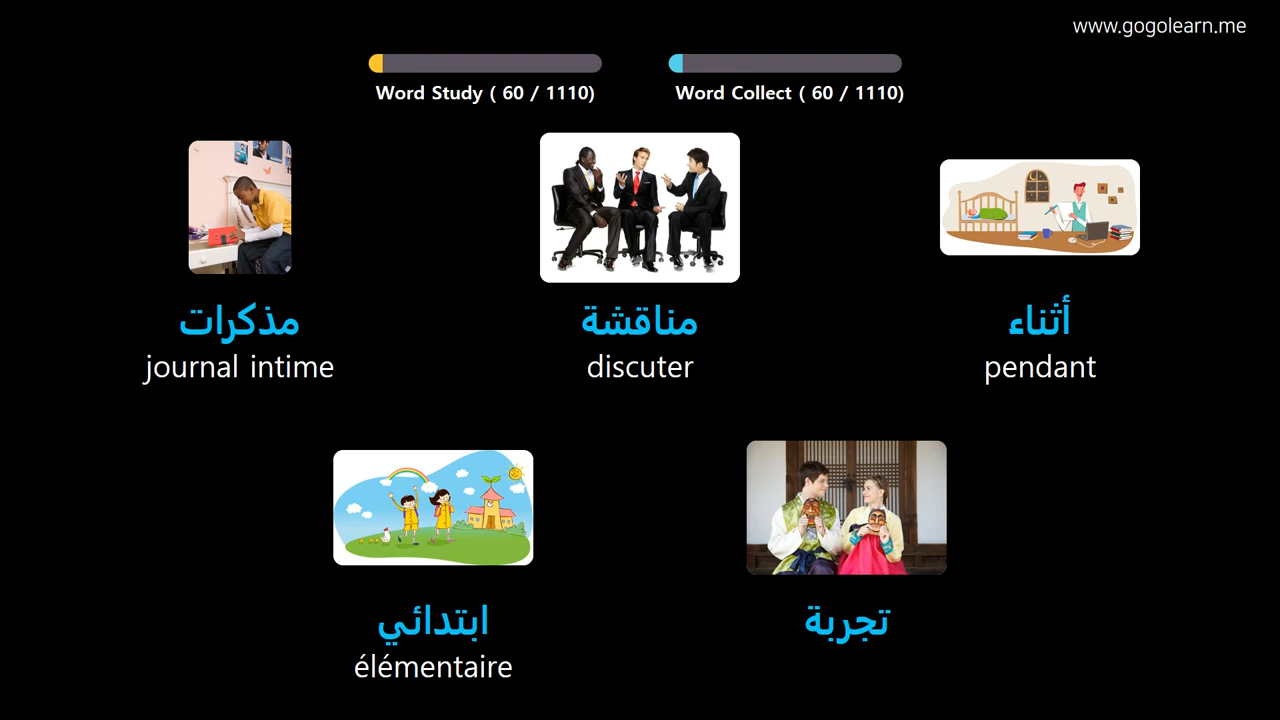 www.gogolearn.me
Word Study ( 60 / 1110)
Word Collect ( 60 / 1110)
مذكرات
journal intime
مناقشة
discuter
أثناء
pendant
ابتدائي
élémentaire
تجربة